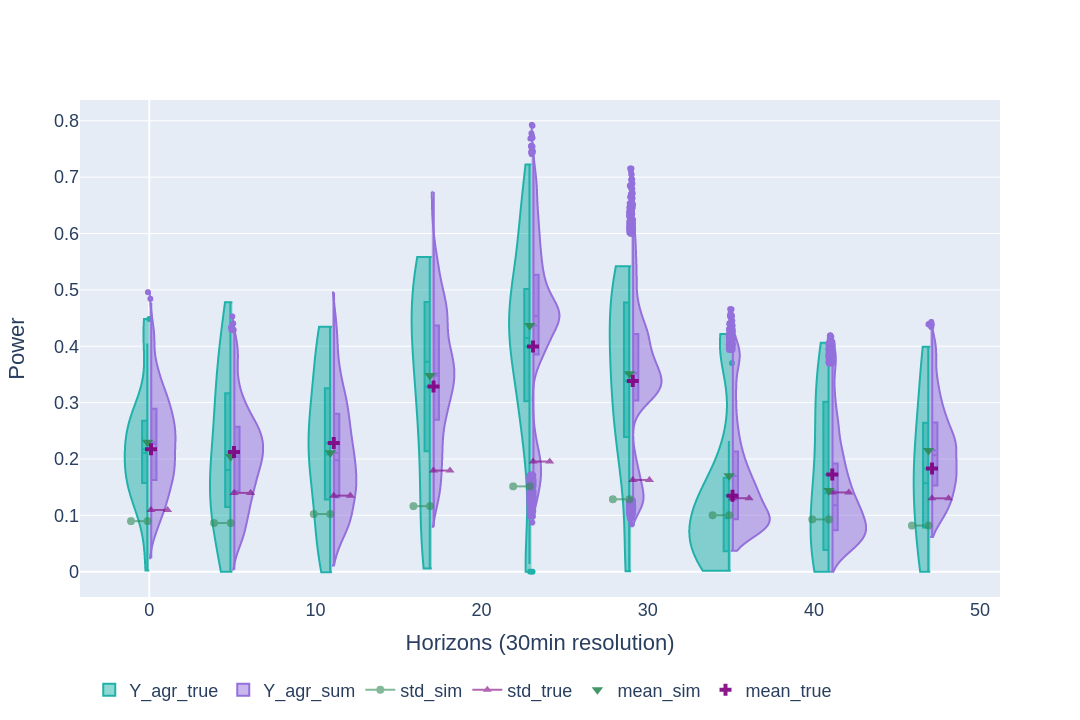 0.8
0.7
0.6
0.5
0.4
0.3
0.2
0.1
0
Power
0 10 20 30 40 50
Horizons (30min resolution)
Y_agr_true Y_agr_sum std_sim std_true mean_sim mean_true